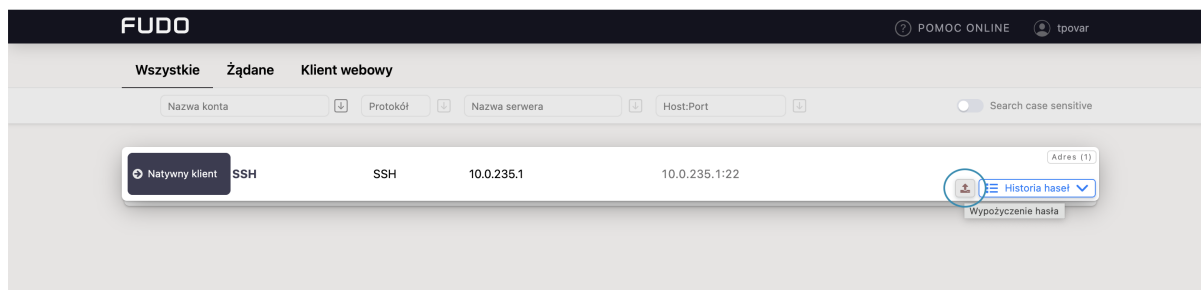 FUDO
POMOC ONLINE
tpovar
Wszystkie Żądane Klient webowy
Nazwa konta Protokół Nazwa serwera Host:Port Search case sensitive
Adres (1)
Natywny klient SSH SSH 10.0.235.1 10.0.235.1:22
Historia haseł
Wypożyczenie hasła